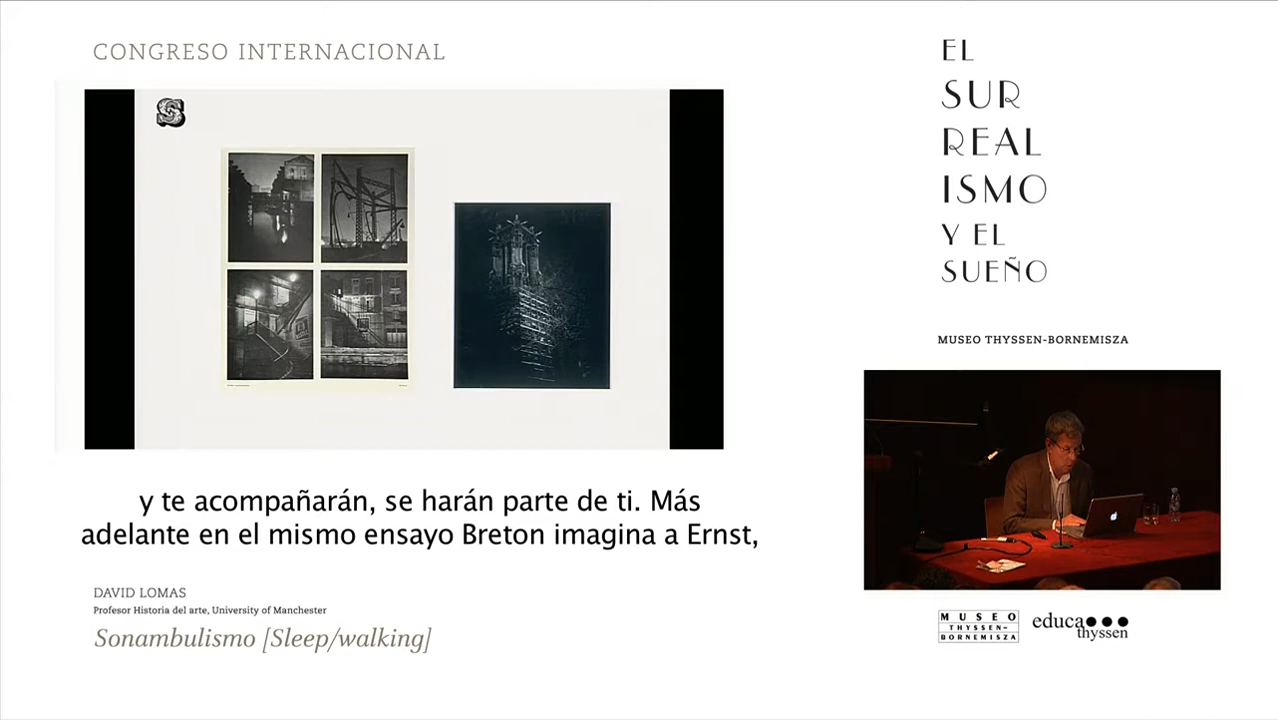 CONGRESO INTERNACIONAL
S
EL
SUR
REAL
ISMO
Y EL
SUEÑO
MUSEO THYSSEN-BORNEMISZA
y te acompañarán, se harán parte de ti. Más
adelante en el mismo ensayo Breton imagina a Ernst,
DAVID LOMAS
Profesor Historia del arte, University of Manchester
Sonambulismo [Sleep/walking]
MUSEO
THYSSEN-
BORNEMISZA
educa
thyssen